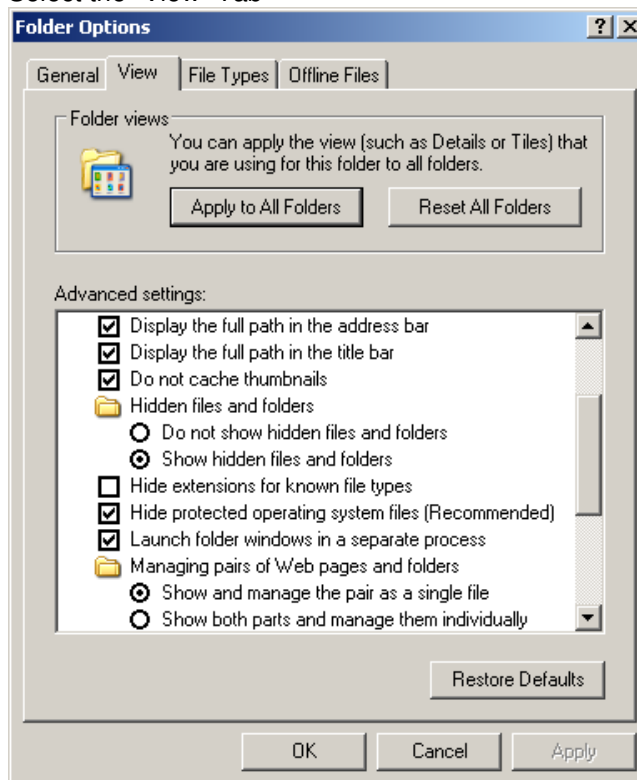 Select the "View" Tab
Folder Options
General View File Types Offline Files
Folder views
You can apply the view (such as Details or Tiles) that
you are using for this folder to all folders.
Apply to All Folders Reset All Folders
Advanced settings:
Display the full path in the address bar
Display the full path in the title bar
Do not cache thumbnails
Hidden files and folders
Do not show hidden files and folders
Show hidden files and folders
Hide extensions for known file types
Hide protected operating system files (Recommended)
Launch folder windows in a separate process
Managing pairs of Web pages and folders
Show and manage the pair as a single file
Show both parts and manage them individually
Restore Defaults
OK Cancel Apply